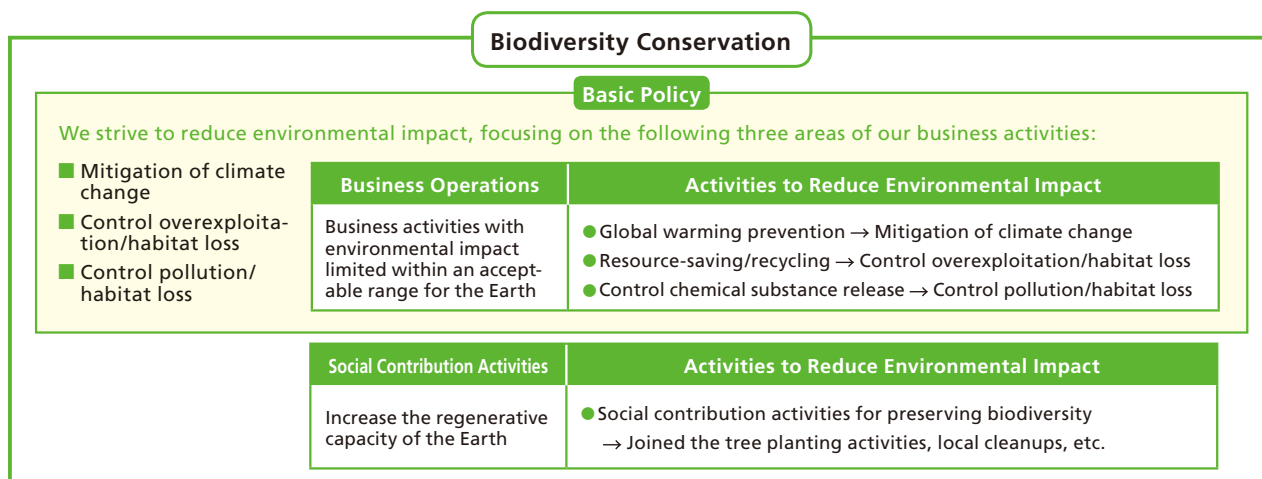 Biodiversity Conservation
Basic Policy
We strive to reduce environmental impact, focusing on the following three areas of our business activities:
■ Mitigation of climate
change
■ Control overexploita-
tion/habitat loss
■ Control pollution/
habitat loss
Business Operations
Activities to Reduce Environmental Impact
Business activities with
environmental impact
limited within an accept-
able range for the Earth
● Global warming prevention → Mitigation of climate change
● Resource-saving/recycling → Control overexploitation/habitat loss
● Control chemical substance release → Control pollution/habitat loss
Social Contribution Activities
Activities to Reduce Environmental Impact
Increase the regenerative
capacity of the Earth
● Social contribution activities for preserving biodiversity
→ Joined the tree planting activities, local cleanups, etc.